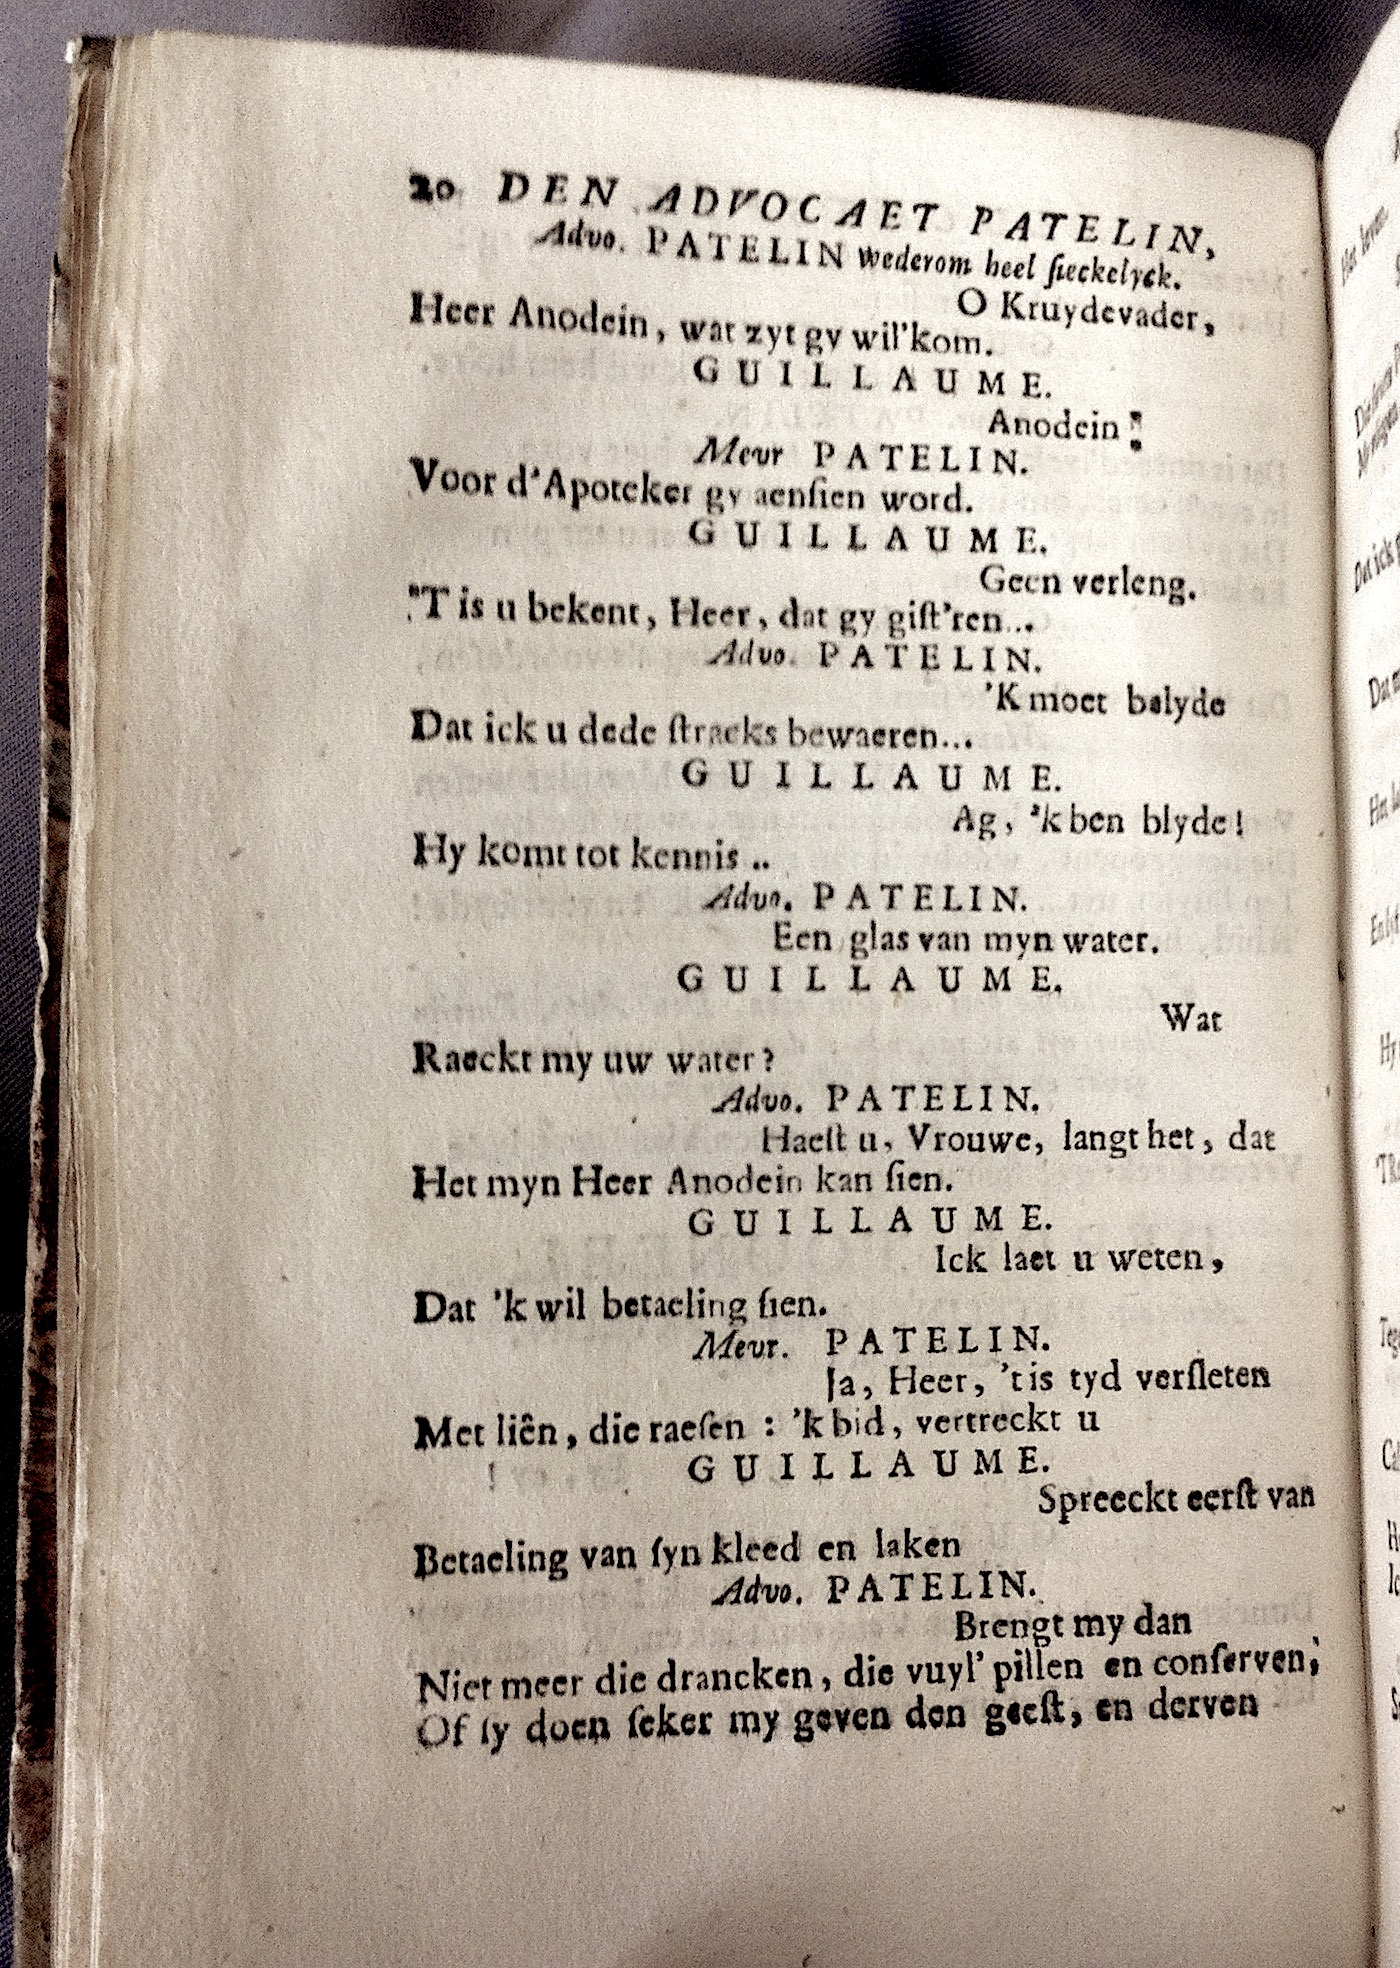 20 DEN ADVOCAET PATELIN,
Advo. PATELIN Wederom heel ſieckelyck.
O Kruydevader,
Heer Anodein, wat zyt gy wil'kom.
GUILLAUME.
Anodein!
Mevr PATELIN.
Voor d'Apoteker gy aenſien word.
GUILLAUME.
Geen verleng.
'T is u bekent, Heer, dat gy giſt'ren...
Advo. PATELIN.
'K moet belyde
Dat ick u dede ſtracks bewaeren...
GUILLAUME.
Ag, 'k ben blyde!
Hy komt tot kennis ..
Advo. PATELIN.
Een glas van myn water.
GUILLAUME.
Wat
Raeckt my uw water?
Advo. PATELIN.
Haeſt u, Vrouwe, langt het, dat
Het myn Heer Anodein kan ſien.
GUILLAUME.
Ick laet u weten,
Dat 'k wil betaeling ſien.
Mevr. PATELIN.
Ja, Heer, 't is tyd verſleten
Met liên, die raeſen : 'k bid, vertreckt u
GUILLAUME.
Spreeckt eerſt van
Betaeling van ſyn kleed en laken
Advo. PATELIN.
Brengt my dan
Niet meer die drancken, die vuyl' pillen en conſerven;
Of ſy doen ſeker my geven den geeſt, en derven